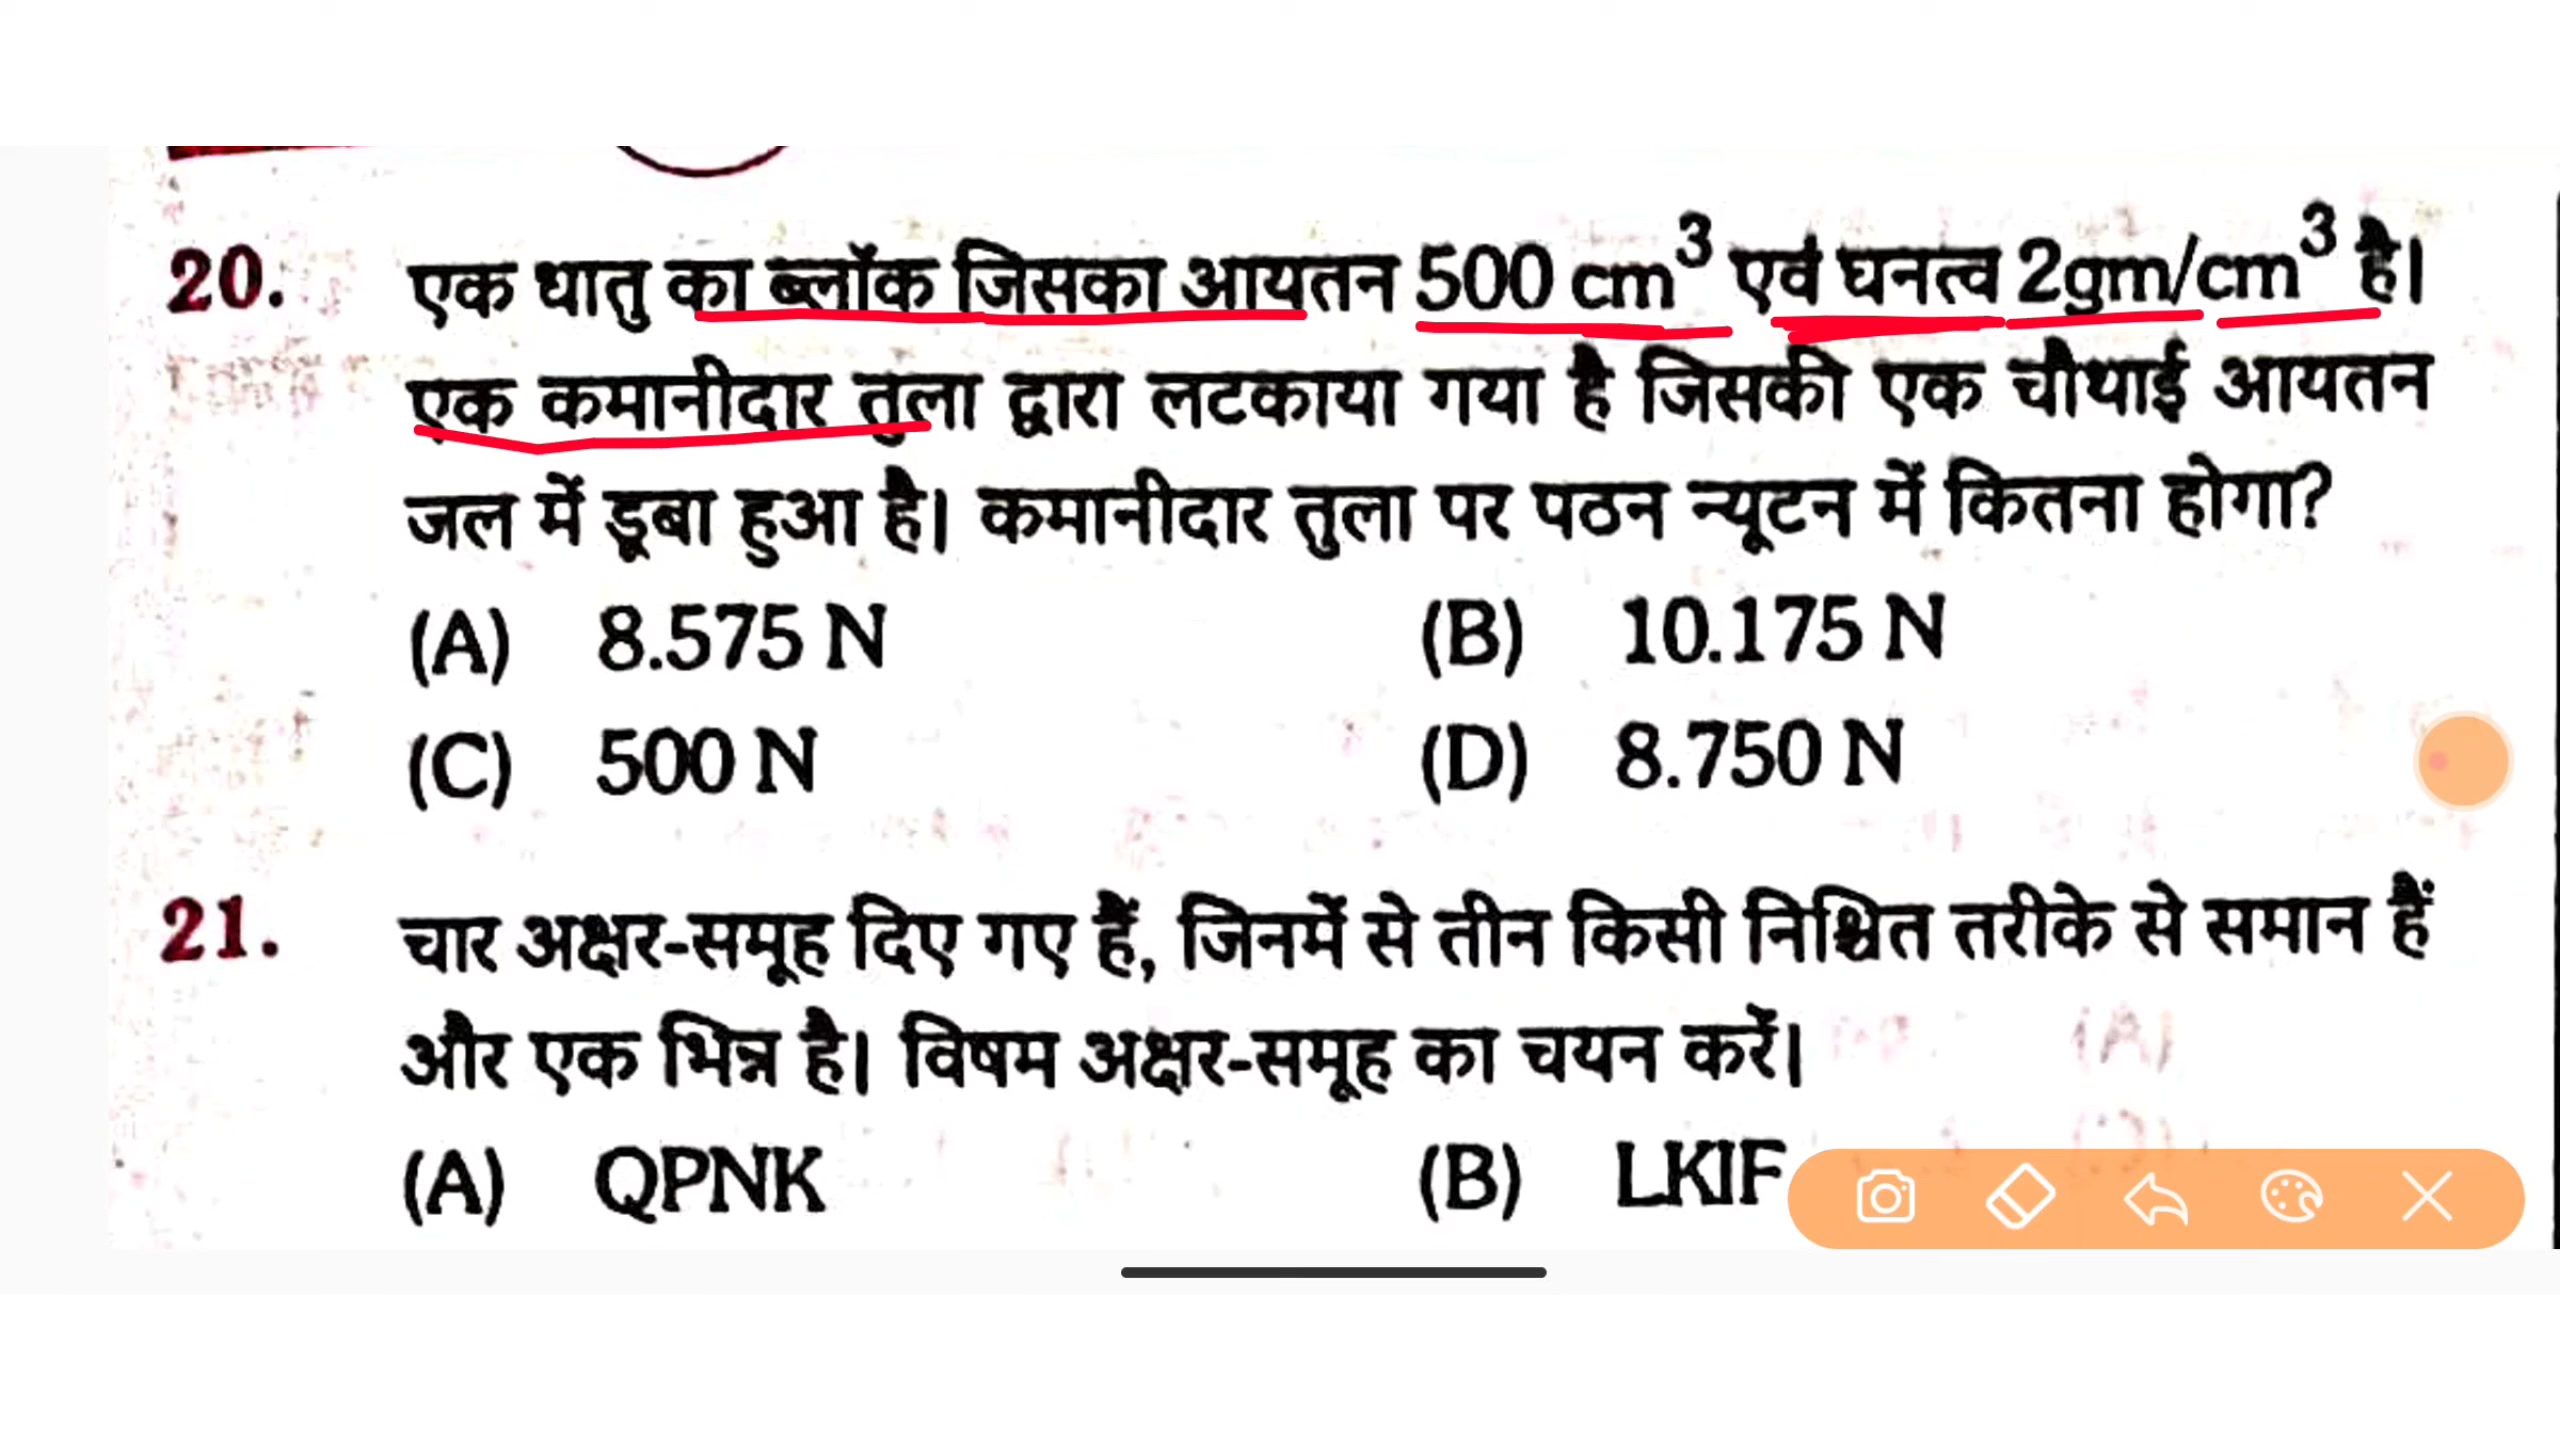 20. एक धातु का ब्लॉक जिसका आयतन 500 cm³ एवं घनत्व 2gm/cm³ है।
एक कमानीदार तुला द्वारा लटकाया गया है जिसकी एक चौथाई आयतन
जल में डूबा हुआ है। कमानीदार तुला पर पठन न्यूटन में कितना होगा?
(A) 8.575 N (B) 10.175 N
(C) 500 N (D) 8.750 N
21. चार अक्षर-समूह दिए गए हैं, जिनमें से तीन किसी निश्चित तरीके से समान हैं
और एक भिन्न है। विषम अक्षर-समूह का चयन करें।
(A) QPNK (B) LKIF